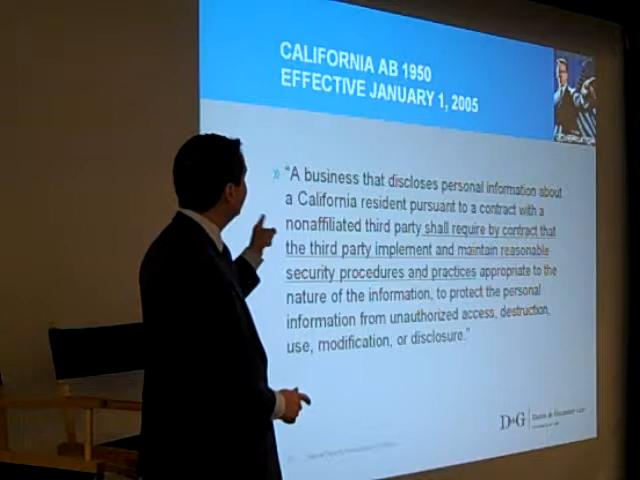 CALIFORNIA AB 1950
EFFECTIVE JANUARY 1, 2005
» “A business that discloses personal information about
a California resident pursuant to a contract with a
nonaffiliated third party shall require by contract that
the third party implement and maintain reasonable
security procedures and practices appropriate to the
nature of the information, to protect the personal
information from unauthorized access, destruction,
use, modification, or disclosure.”
D&G